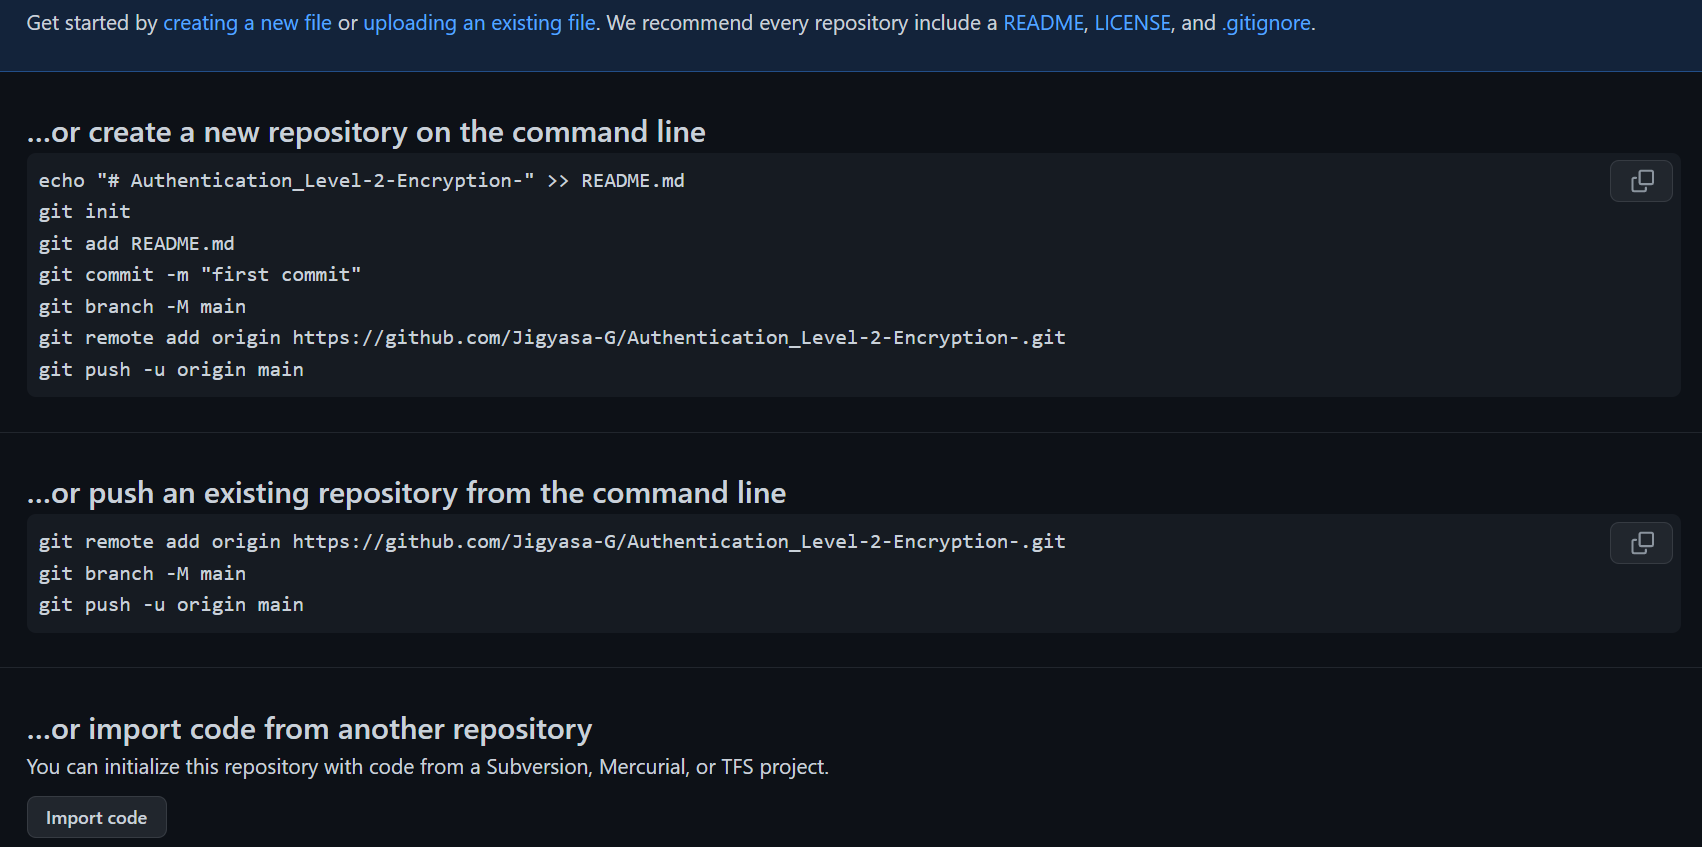 Get started by creating a new file or uploading an existing file. We recommend every repository include a README, LICENSE, and .gitignore.
...or create a new repository on the command line
echo "# Authentication_Level-2-Encryption-" >> README.md
git init
git add README.md
git commit -m "first commit"
git branch -M main
git remote add origin https://github.com/Jigyasa-G/Authentication_Level-2-Encryption-.git
git push -u origin main
...or push an existing repository from the command line
git remote add origin https://github.com/Jigyasa-G/Authentication_Level-2-Encryption-.git
git branch -M main
git push -u origin main
...or import code from another repository
You can initialize this repository with code from a Subversion, Mercurial, or TFS project.
Import code